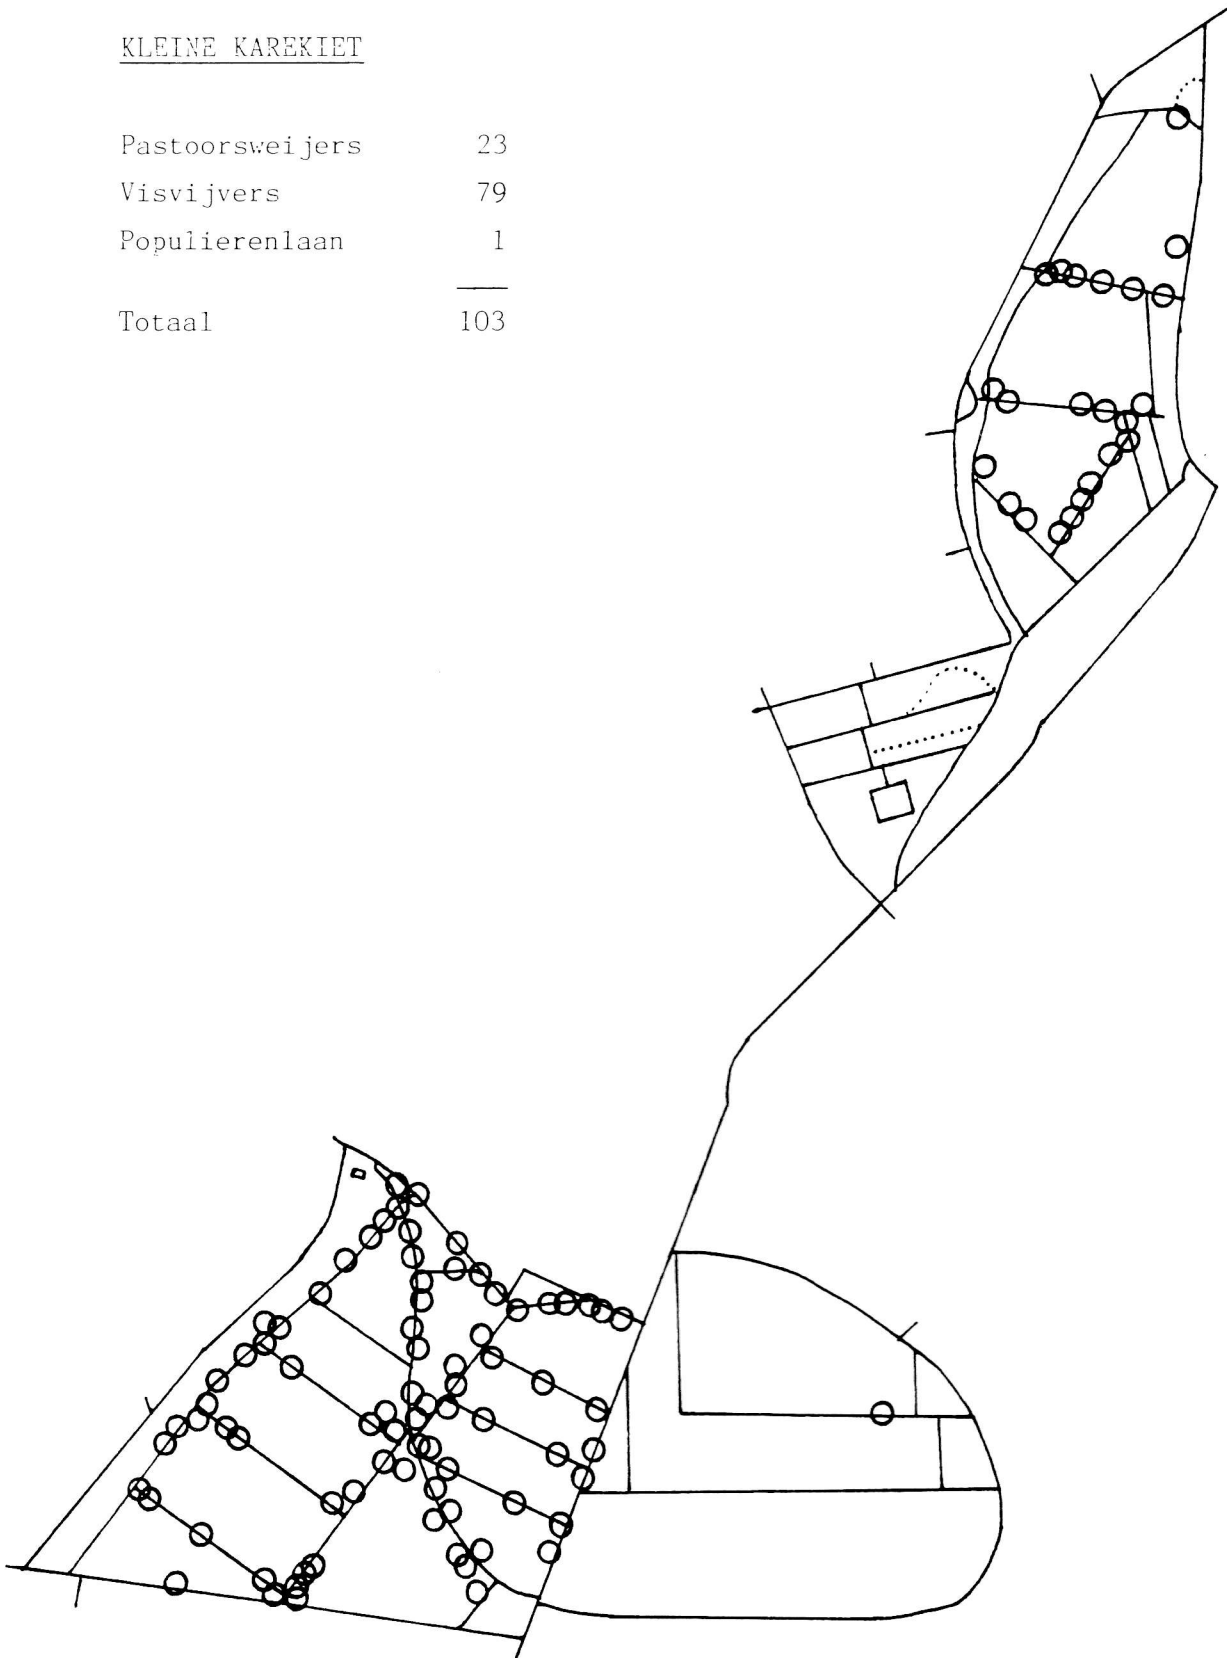 KLEINE KAREKIET
Pastoorsweijers 23
Visvijvers 79
Populierenlaan 1
Totaal 103